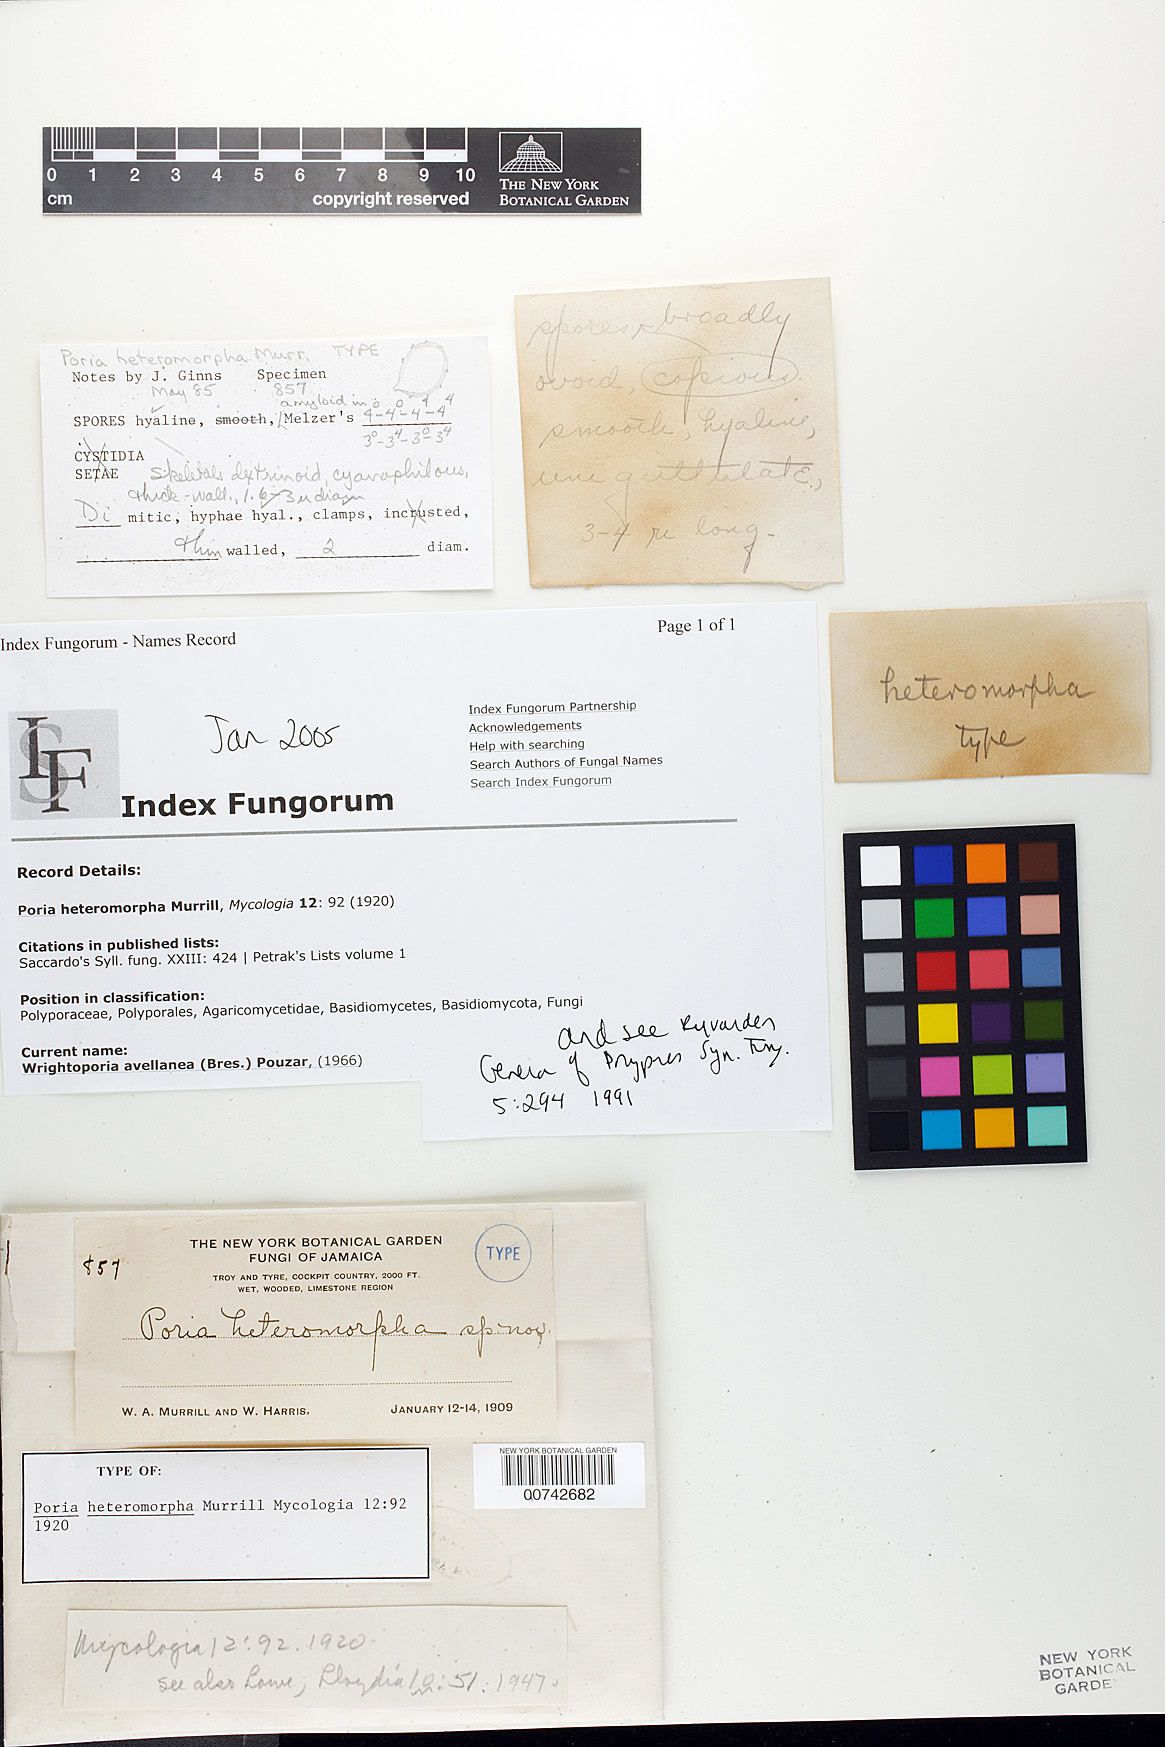 0 1 2 3 4 5 6 7 8 9 10
cm
copyright reserved
THE NEW YORK
BOTANICAL GARDEN
Poria heteromorpha Murr. TYPE
Notes by J. Ginns Specimen
May 85 857
amyloid in
SPORES hyaline, smooth, Melzer's
CYSTIDIA
SETAE Skeletals dextrinoid, cyanophilous,
thick-wall., 1.6-3 u diam
Di mitic, hyphae hyal., clamps, incrusted,
thin walled, 2 diam.
spores broadly
ovoid, copious.
smooth, hyaline,
uniguttulate,
3-4 µ long.
Index Fungorum - Names Record
Page 1 of 1
Jan 2005
Index Fungorum Partnership
Acknowledgements
Help with searching
Search Authors of Fungal Names
Search Index Fungorum
IF
Index Fungorum
Record Details:
Poria heteromorpha Murrill, Mycologia 12: 92 (1920)
Citations in published lists:
Saccardo's Syll. fung. XXIII: 424 | Petrak's Lists volume 1
Position in classification:
Polyporaceae, Polyporales, Agaricomycetidae, Basidiomycetes, Basidiomycota, Fungi
Current name:
Wrightoporia avellanea (Bres.) Pouzar, (1966)
and see Ryvarden
Genera of Polypores Syn. Fung.
5:294 1991
heteromorpha
type
857
THE NEW YORK BOTANICAL GARDEN
FUNGI OF JAMAICA
TYPE
TROY AND TYRE, COCKPIT COUNTRY, 2000 FT.
WET, WOODED, LIMESTONE REGION
Poria heteromorpha sp. nov.
W. A. MURRILL AND W. HARRIS.
JANUARY 12-14, 1909
TYPE OF:
Poria heteromorpha Murrill Mycologia 12:92
1920
NEW YORK BOTANICAL GARDEN
00742682
Mycologia 12:92. 1920.
see also Lowe, Lloydia 10:51. 1947.
NEW YORK
BOTANICAL
GARDE